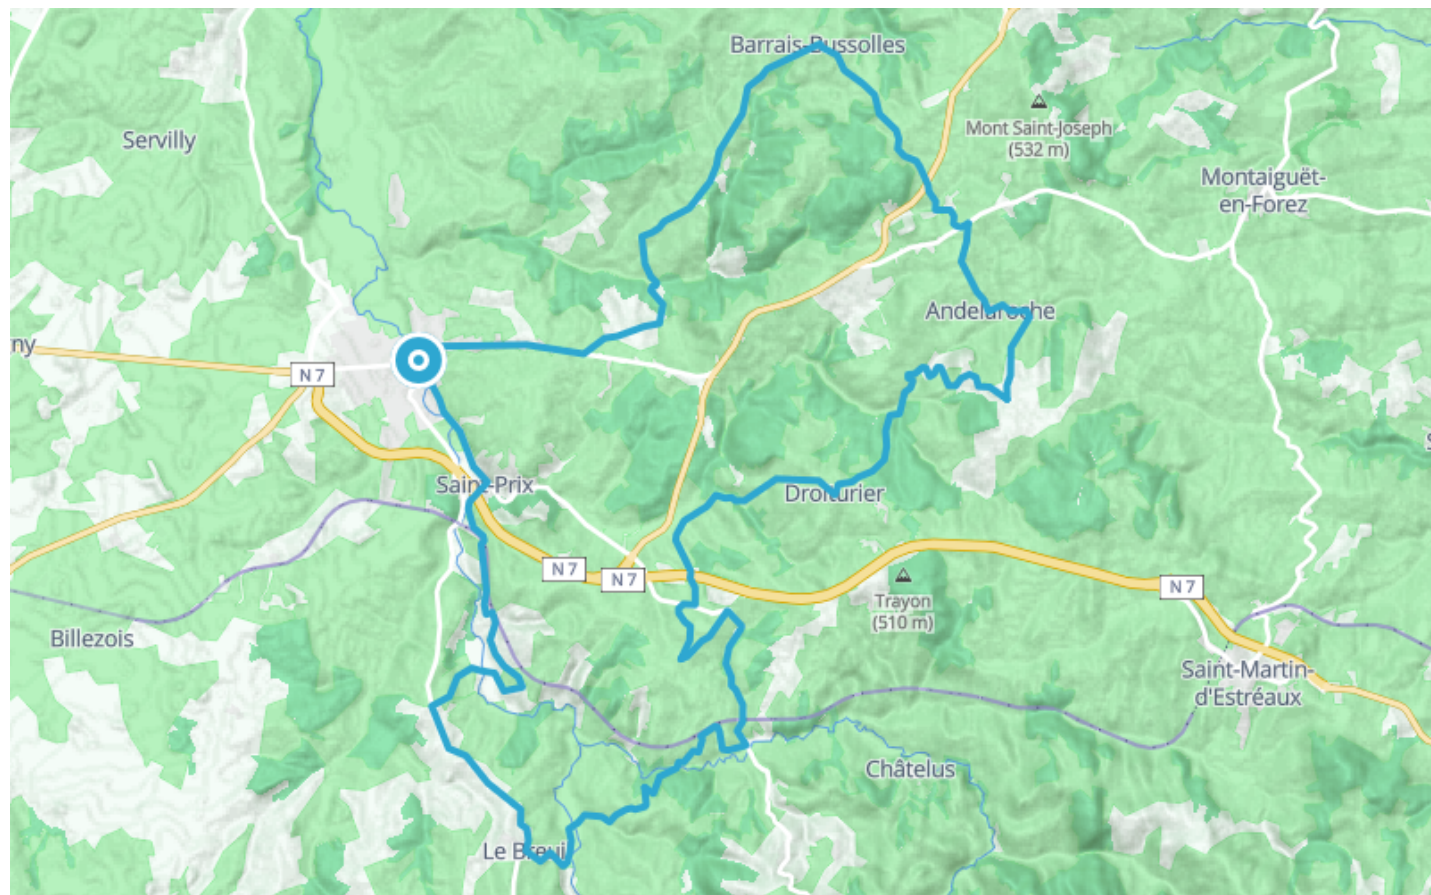 Barrais-Bussolles
Servilly
Mont Saint-Joseph
(532 m)
Montaiguët-
en-Forez
Andelaroche
ny
N 7
Saint-Prix
Droiturier
N 7
N 7
N 7
Trayon
(510 m)
Billezois
Saint-Martin-
d'Estréaux
Châtelus
Le Breuil